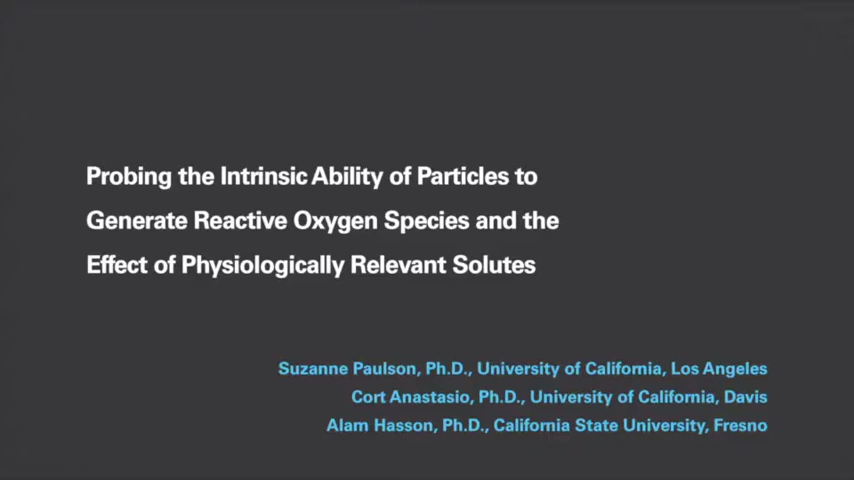 Probing the Intrinsic Ability of Particles to
Generate Reactive Oxygen Species and the
Effect of Physiologically Relevant Solutes
Suzanne Paulson, Ph.D., University of California, Los Angeles
Cort Anastasio, Ph.D., University of California, Davis
Alam Hasson, Ph.D., California State University, Fresno